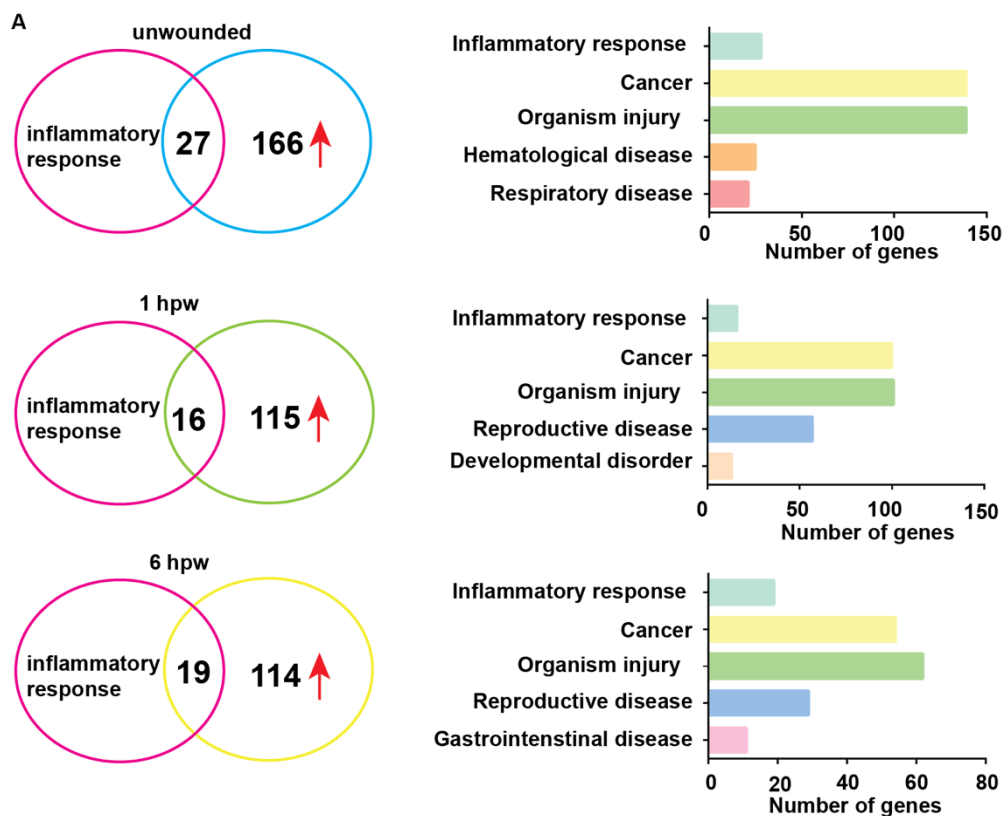 A
unwounded
inflammatory
response
27
166
Inflammatory response
Cancer
Organism injury
Hematological disease
Respiratory disease
0
50
100
150
Number of genes
1 hpw
inflammatory
response
16
115
Inflammatory response
Cancer
Organism injury
Reproductive disease
Developmental disorder
0
50
100
150
Number of genes
6 hpw
inflammatory
response
19
114
Inflammatory response
Cancer
Organism injury
Reproductive disease
Gastrointenstinal disease
0
20
40
60
80
Number of genes